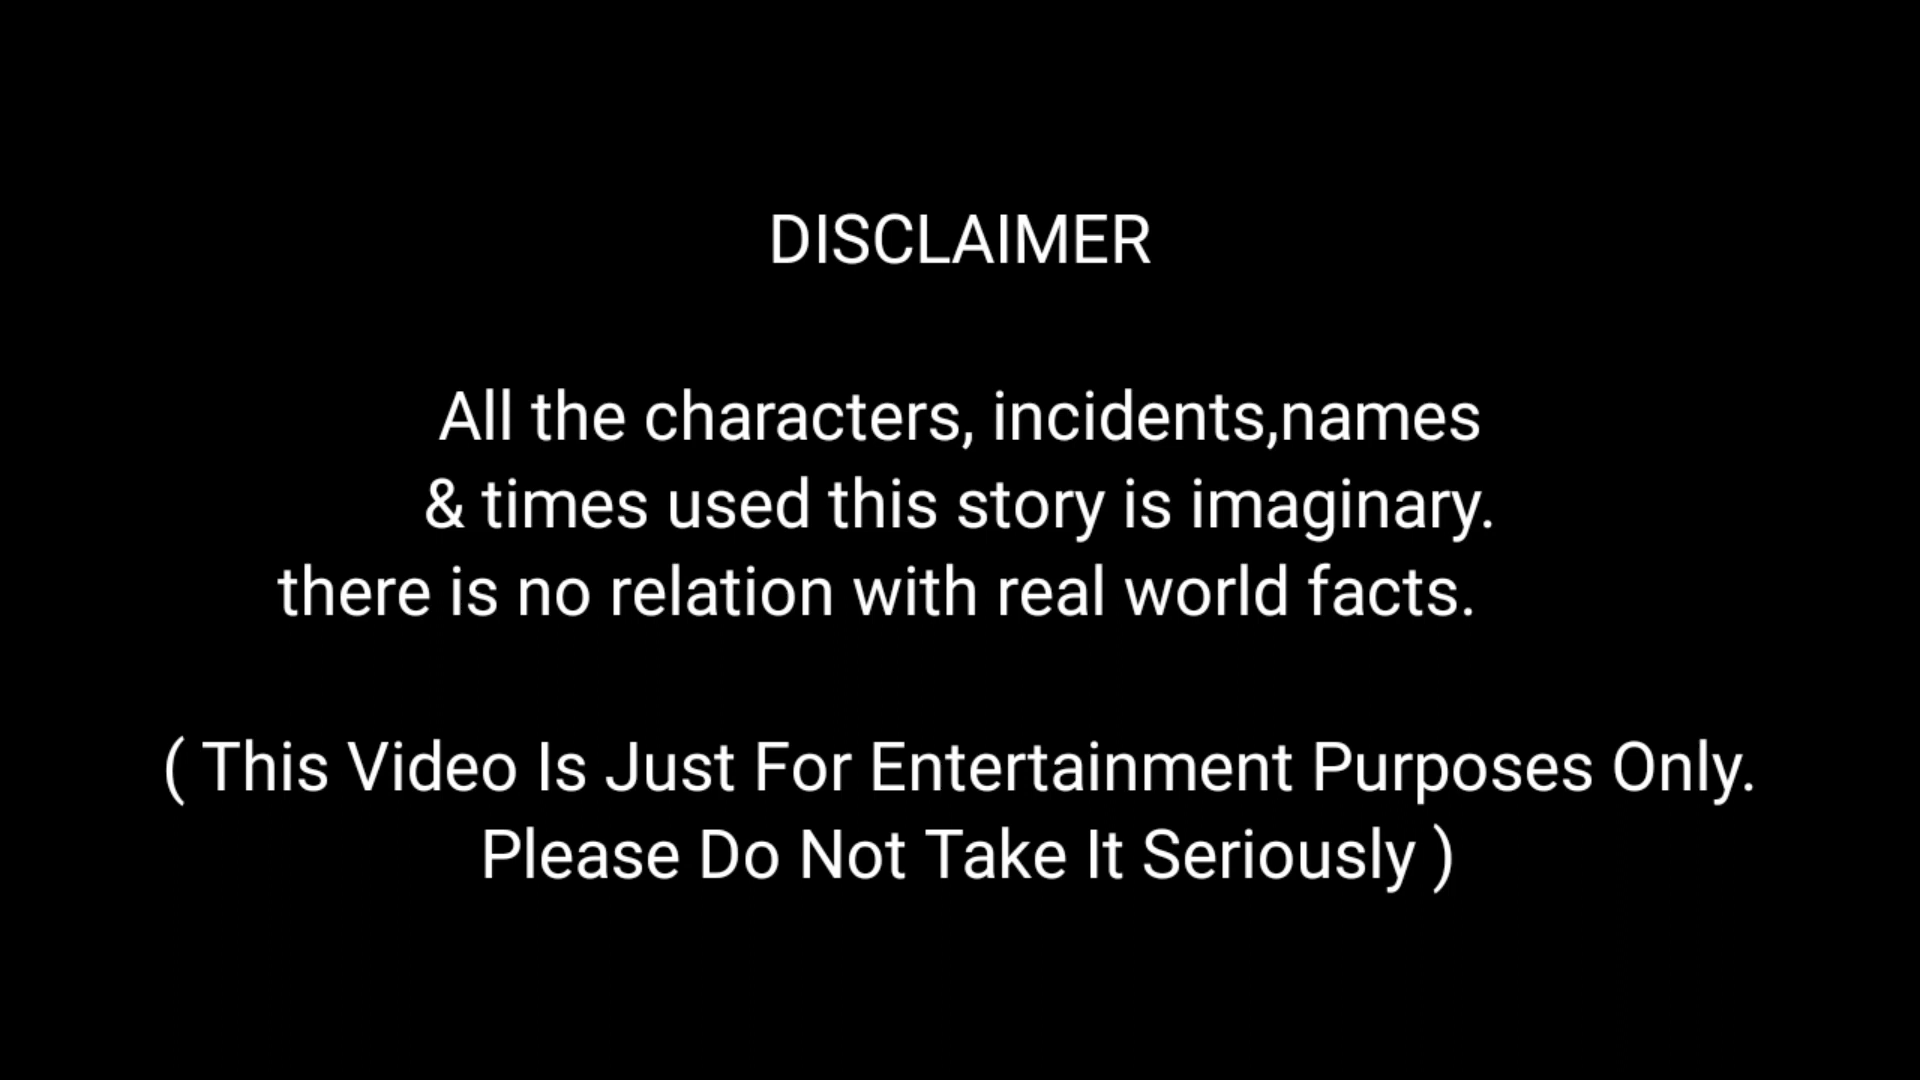 DISCLAIMER
All the characters, incidents,names
& times used this story is imaginary.
there is no relation with real world facts.
( This Video Is Just For Entertainment Purposes Only.
Please Do Not Take It Seriously )